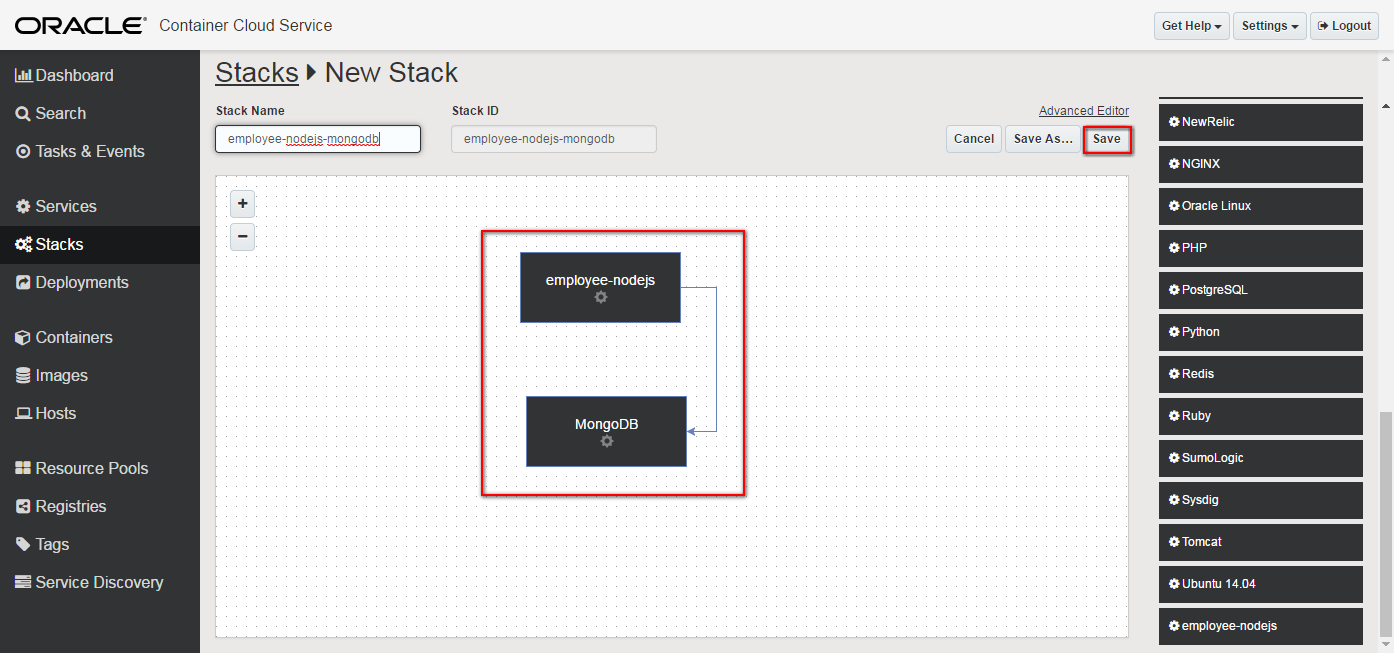 ORACLE® Container Cloud Service
Get Help Settings Logout
Dashboard
Search
Tasks & Events
Services
Stacks
Deployments
Containers
Images
Hosts
Resource Pools
Registries
Tags
Service Discovery
Stacks New Stack
Stack Name
Stack ID
Advanced Editor
employee-nodejs-mongodb
employee-nodejs-mongodb
Cancel Save As... Save
+
−
employee-nodejs
MongoDB
NewRelic
NGINX
Oracle Linux
PHP
PostgreSQL
Python
Redis
Ruby
SumoLogic
Sysdig
Tomcat
Ubuntu 14.04
employee-nodejs